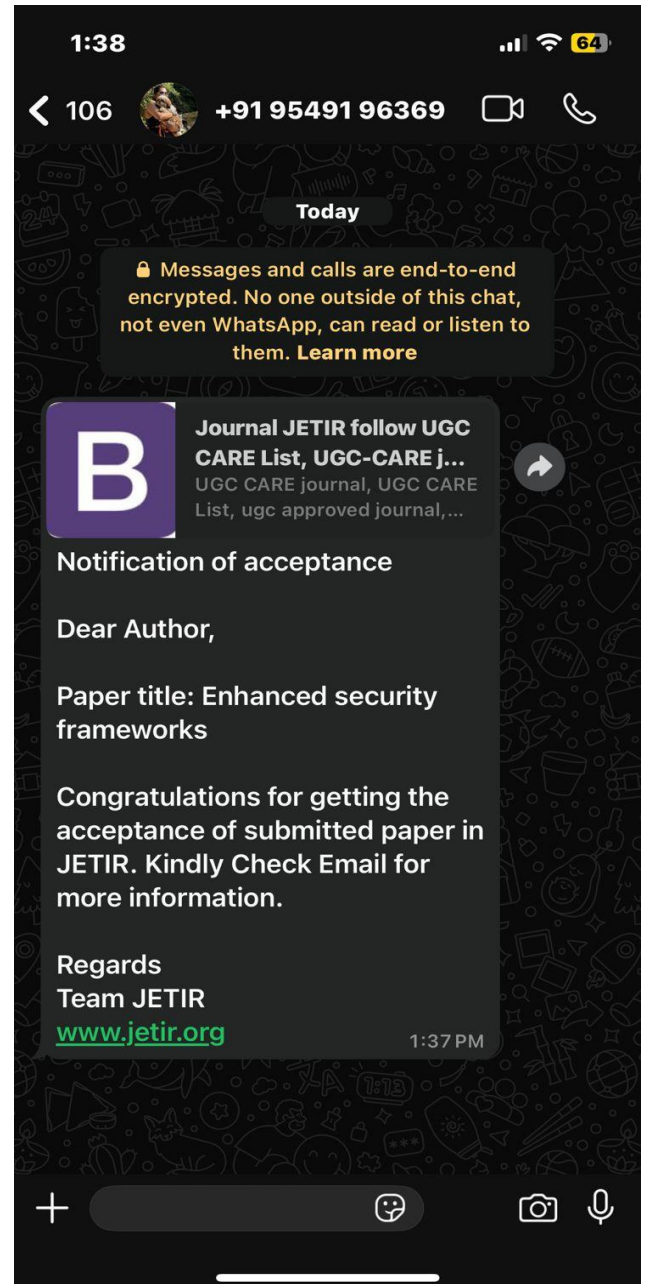 1:38
64
106 +91 95491 96369
Today
Messages and calls are end-to-end
encrypted. No one outside of this chat,
not even WhatsApp, can read or listen to
them. Learn more
B
Journal JETIR follow UGC
CARE List, UGC-CARE j...
UGC CARE journal, UGC CARE
List, ugc approved journal,...
Notification of acceptance
Dear Author,
Paper title: Enhanced security
frameworks
Congratulations for getting the
acceptance of submitted paper in
JETIR. Kindly Check Email for
more information.
Regards
Team JETIR
www.jetir.org
1:37 PM